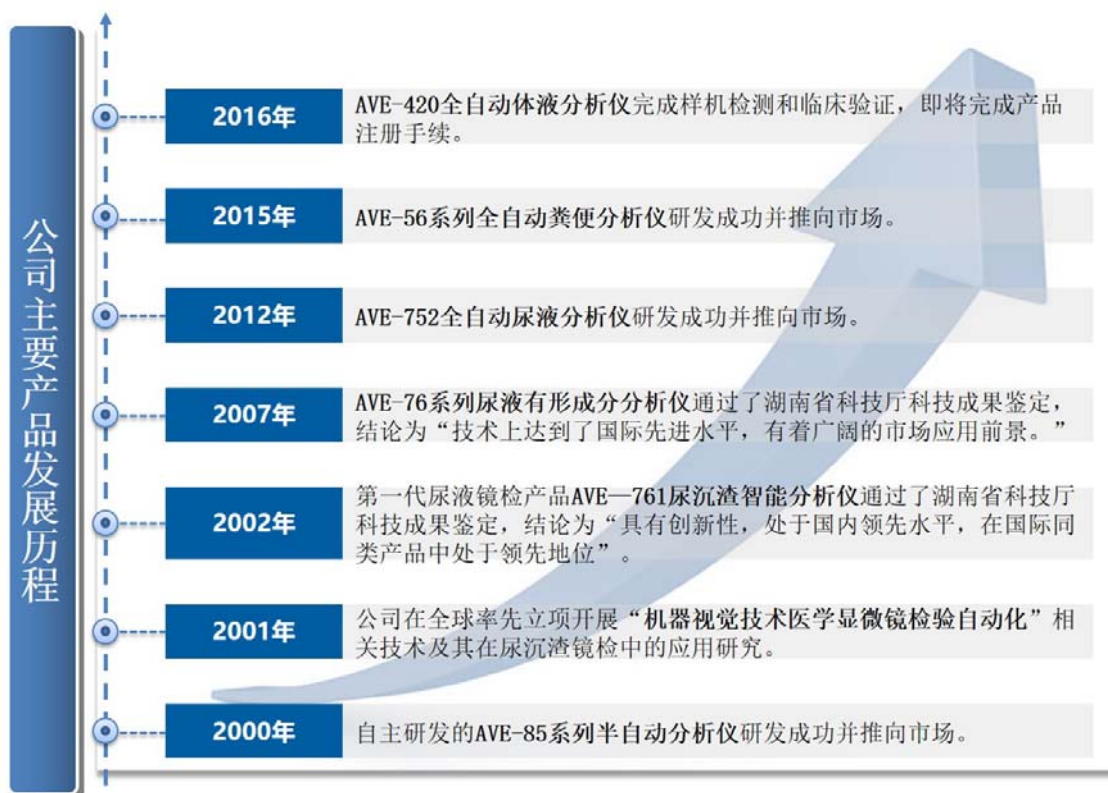 公司主要产品发展历程
2016年
AVE-420全自动体液分析仪完成样机检测和临床验证，即将完成产品
注册手续。
2015年
AVE-56系列全自动粪便分析仪研发成功并推向市场。
2012年
AVE-752全自动尿液分析仪研发成功并推向市场。
2007年
AVE-76系列尿液有形成分分析仪通过了湖南省科技厅科技成果鉴定，
结论为“技术上达到了国际先进水平，有着广阔的市场应用前景。”
2002年
第一代尿液镜检产品AVE—761尿沉渣智能分析仪通过了湖南省科技厅
科技成果鉴定，结论为“具有创新性，处于国内领先水平，在国际同
类产品中处于领先地位”。
2001年
公司在全球率先立项开展“机器视觉技术医学显微镜检验自动化”相
关技术及其在尿沉渣镜检中的应用研究。
2000年
自主研发的AVE-85系列半自动分析仪研发成功并推向市场。